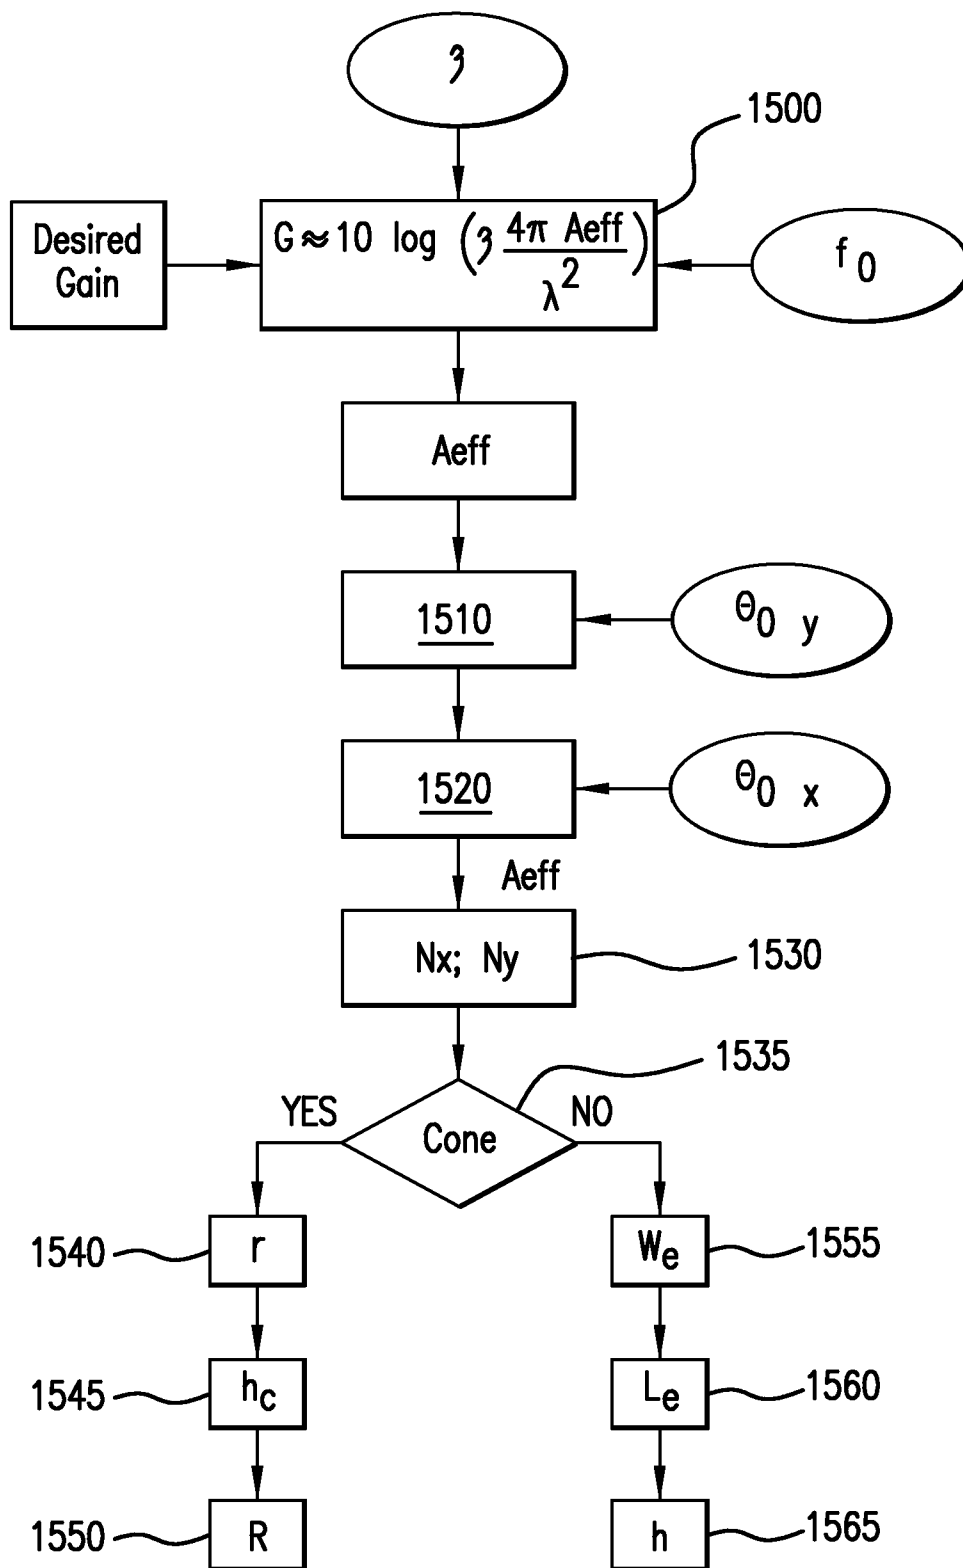 ʒ
1500
Desired
Gain
G≈10 log (ʒ 4π Aeff / λ²)
f₀
Aeff
1510
Θ₀ y
1520
Θ₀ x
Aeff
Nx; Ny
1530
1535
YES
Cone
NO
1540
r
Wₑ
1555
1545
h_c
Lₑ
1560
1550
R
h
1565